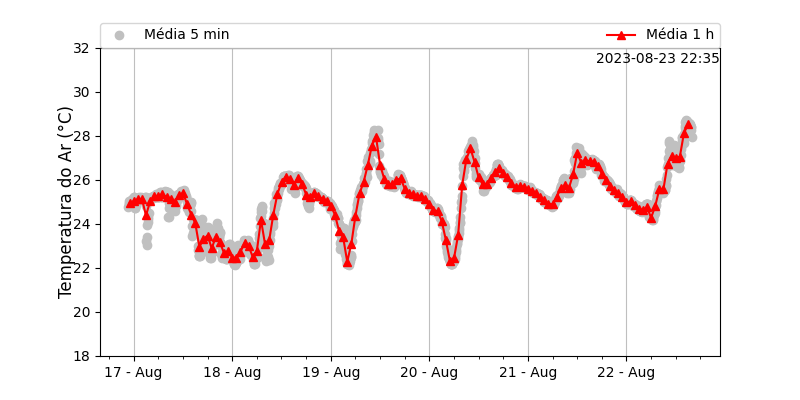 Média 5 min
Média 1 h
2023-08-23 22:35
Temperatura do Ar (°C)
32
30
28
26
24
22
20
18
17 - Aug
18 - Aug
19 - Aug
20 - Aug
21 - Aug
22 - Aug